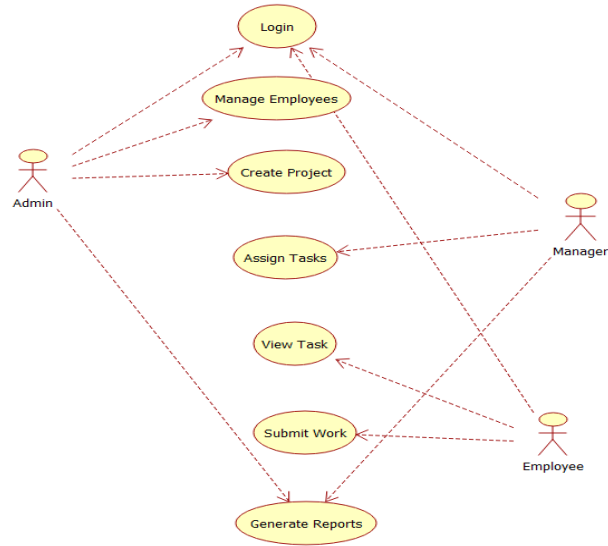 Login
Manage Employees
Admin
Create Project
Manager
Assign Tasks
View Task
Submit Work
Employee
Generate Reports